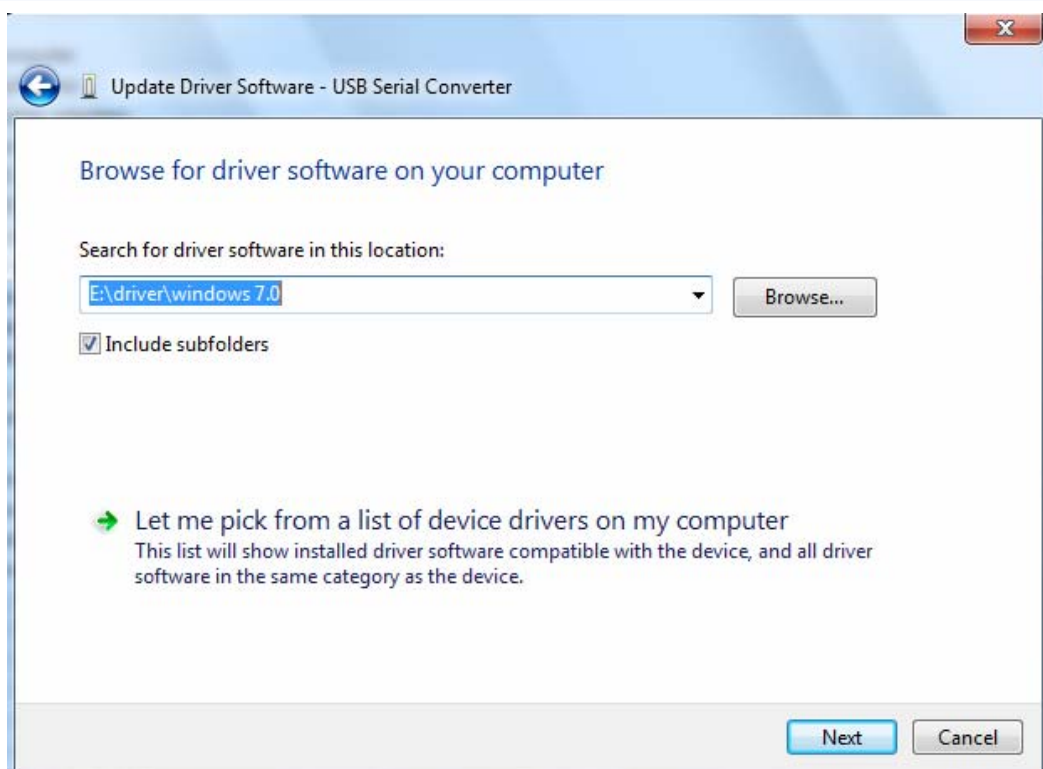 Update Driver Software - USB Serial Converter
Browse for driver software on your computer
Search for driver software in this location:
E:\driver\windows 7.0
Browse...
Include subfolders
Let me pick from a list of device drivers on my computer
This list will show installed driver software compatible with the device, and all driver
software in the same category as the device.
Next
Cancel